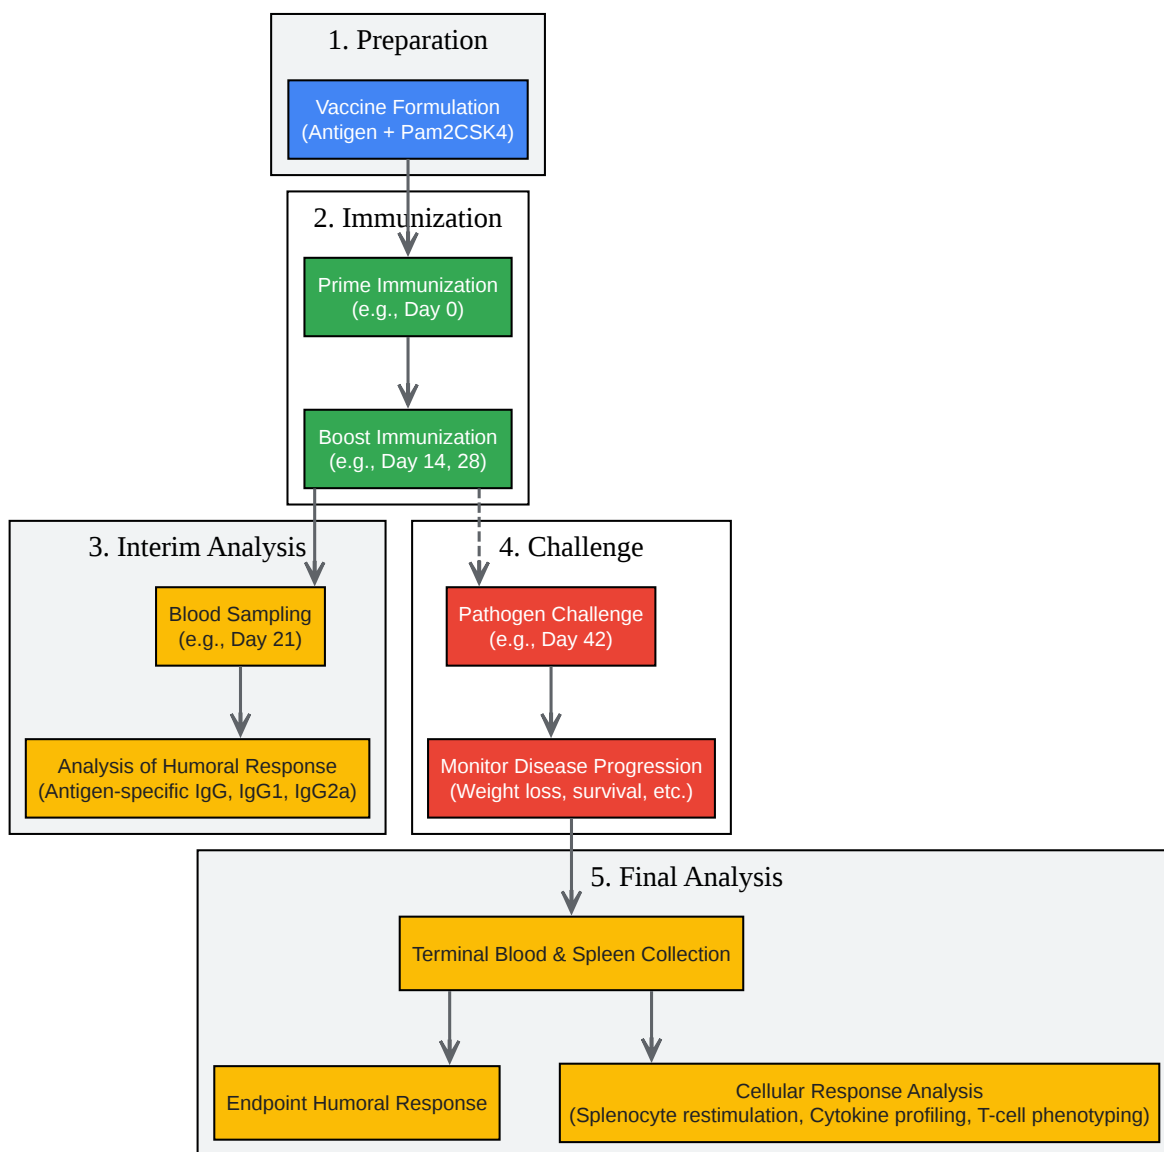 1. Preparation
Vaccine Formulation
(Antigen + Pam2CSK4)
2. Immunization
Prime Immunization
(e.g., Day 0)
Boost Immunization
(e.g., Day 14, 28)
3. Interim Analysis
Blood Sampling
(e.g., Day 21)
Analysis of Humoral Response
(Antigen-specific IgG, IgG1, IgG2a)
4. Challenge
Pathogen Challenge
(e.g., Day 42)
Monitor Disease Progression
(Weight loss, survival, etc.)
5. Final Analysis
Terminal Blood & Spleen Collection
Endpoint Humoral Response
Cellular Response Analysis
(Splenocyte restimulation, Cytokine profiling, T-cell phenotyping)